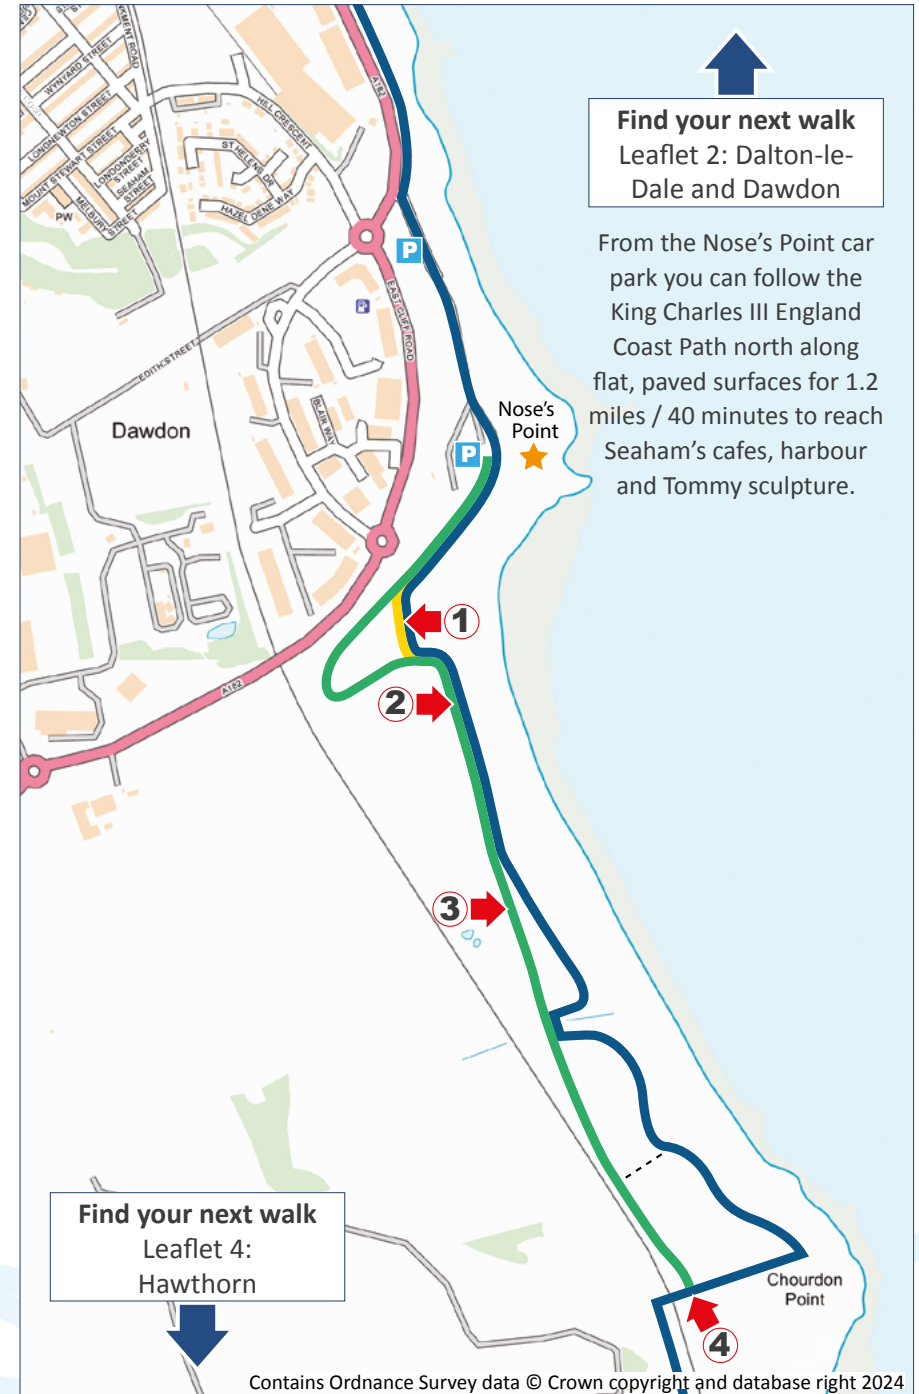 Find your next walk
Leaflet 2: Dalton-le-
Dale and Dawdon
From the Nose’s Point car
park you can follow the
King Charles III England
Coast Path north along
flat, paved surfaces for 1.2
miles / 40 minutes to reach
Seaham’s cafes, harbour
and Tommy sculpture.
WYNYARD STREET
LONDNEWTON STREET
MOUNT STEWART STREET
LONDONDERRY
STREET
SEAHAM
STREET
MELBURY STREET
PW
HILL CRESCENT
ST HELENS DR
HAZEL DENE WAY
A182
P
EAST CLIFF ROAD
EDITH STREET
BLAIR WAY
Dawdon
Nose’s
Point
P
1
2
A182
3
Find your next walk
Leaflet 4:
Hawthorn
Chourdon
Point
4
Contains Ordnance Survey data © Crown copyright and database right 2024